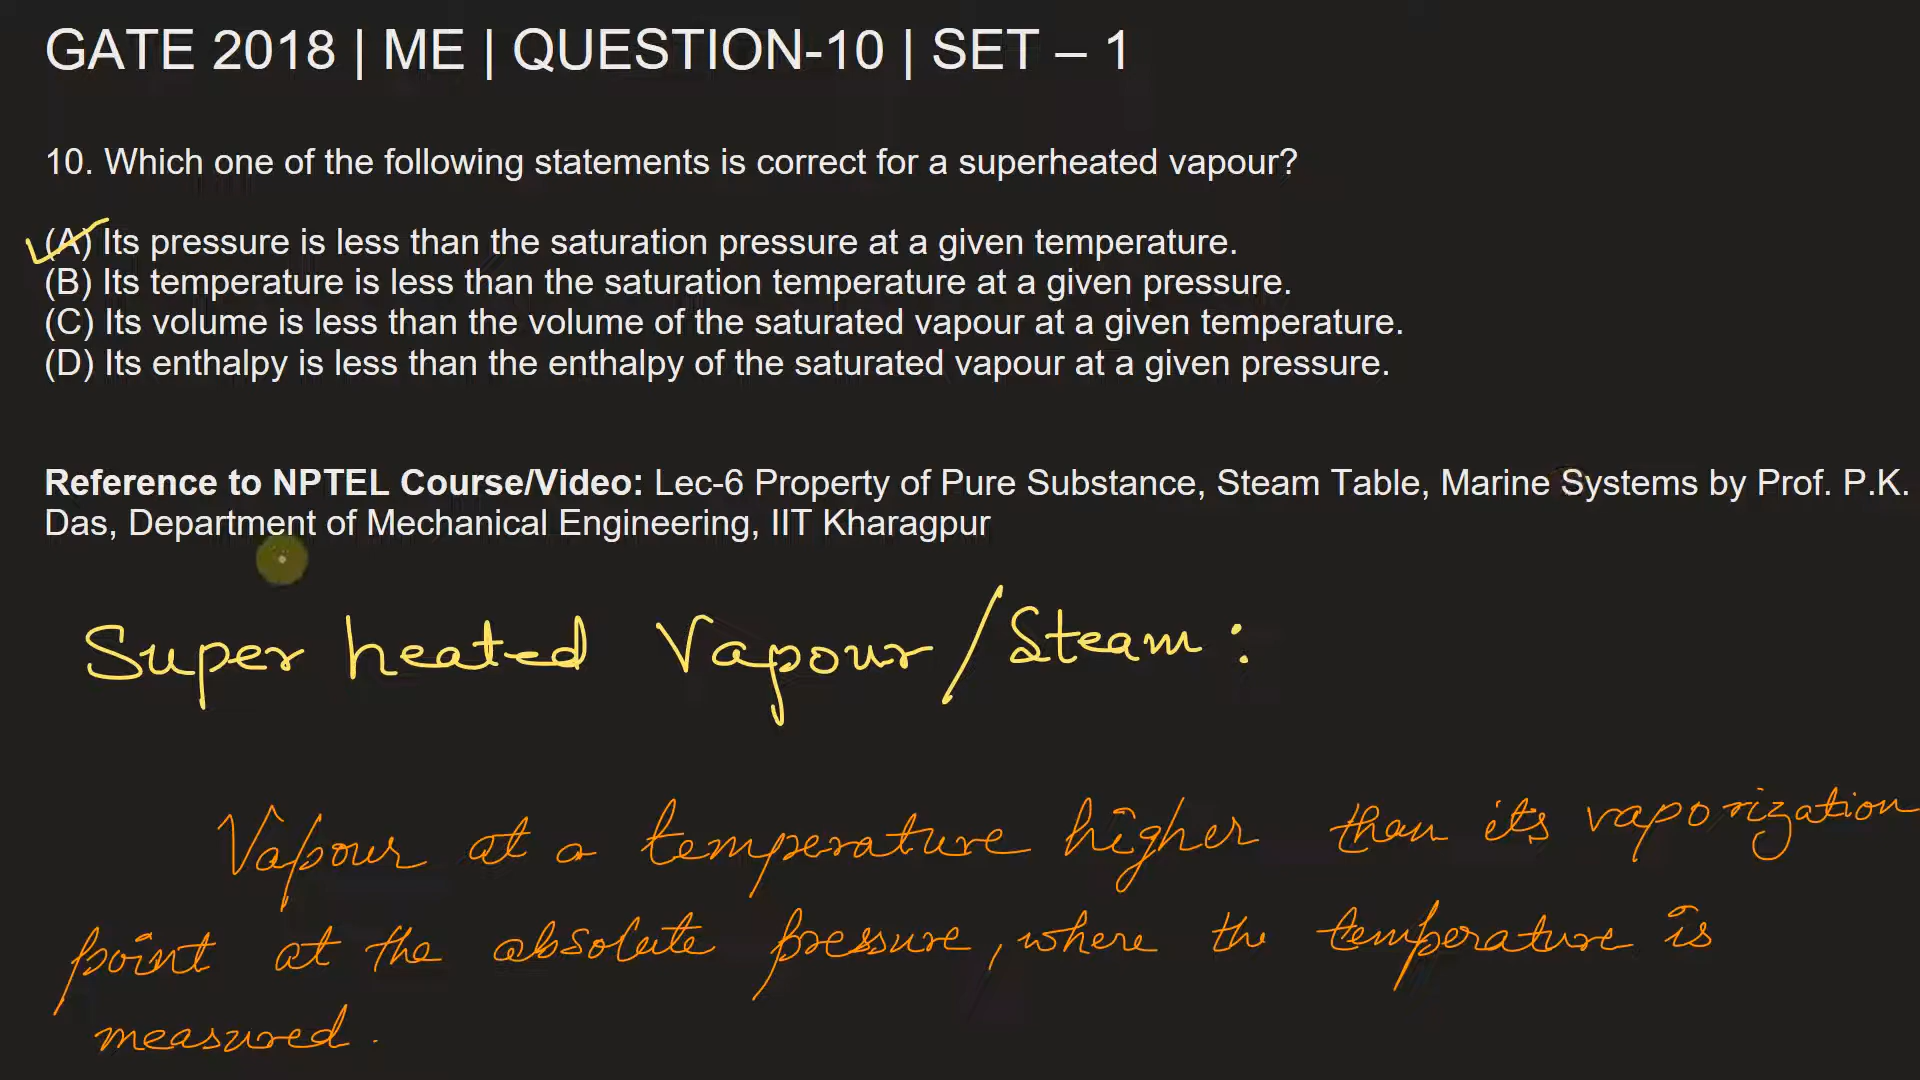 GATE 2018 | ME | QUESTION-10 | SET – 1
10. Which one of the following statements is correct for a superheated vapour?
(A) Its pressure is less than the saturation pressure at a given temperature.
(B) Its temperature is less than the saturation temperature at a given pressure.
(C) Its volume is less than the volume of the saturated vapour at a given temperature.
(D) Its enthalpy is less than the enthalpy of the saturated vapour at a given pressure.
Reference to NPTEL Course/Video: Lec-6 Property of Pure Substance, Steam Table, Marine Systems by Prof. P.K.
Das, Department of Mechanical Engineering, IIT Kharagpur
Super heated Vapour/Steam:
Vapour at a temperature higher than its vaporization
point at the absolute pressure, where the temperature is
measured.